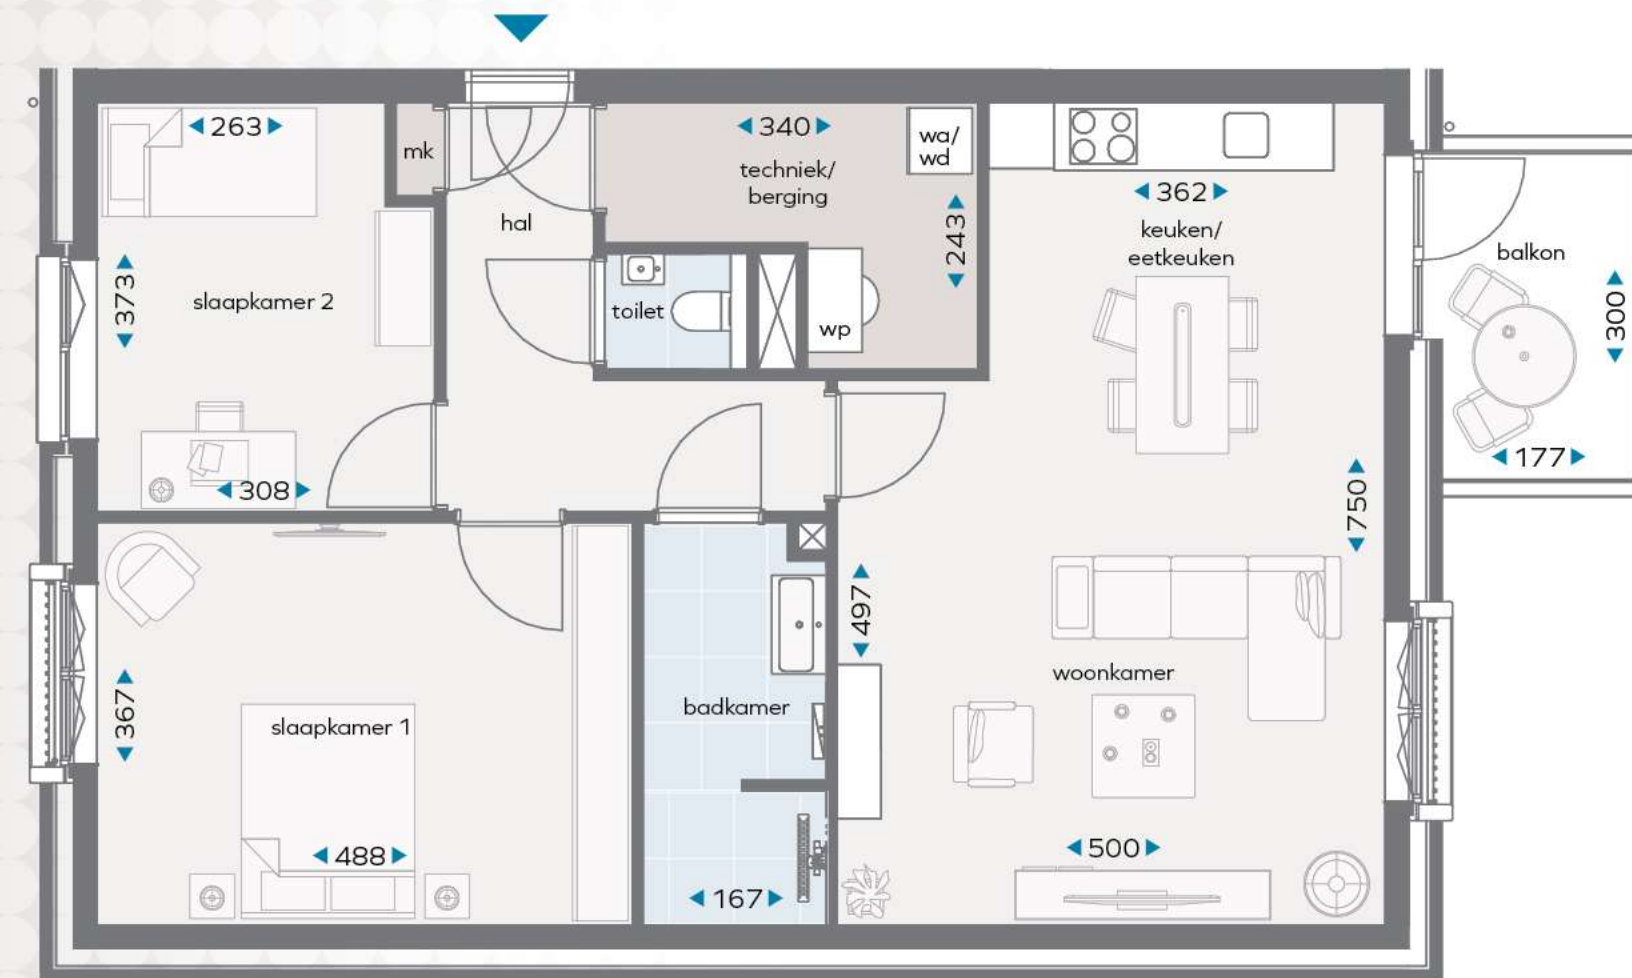 263
mk
340
techniek/
berging
wa/
wd
243
362
keuken/
eetkeuken
hal
balkon
300
177
373
slaapkamer 2
toilet
wp
308
750
497
woonkamer
367
slaapkamer 1
badkamer
488
167
500